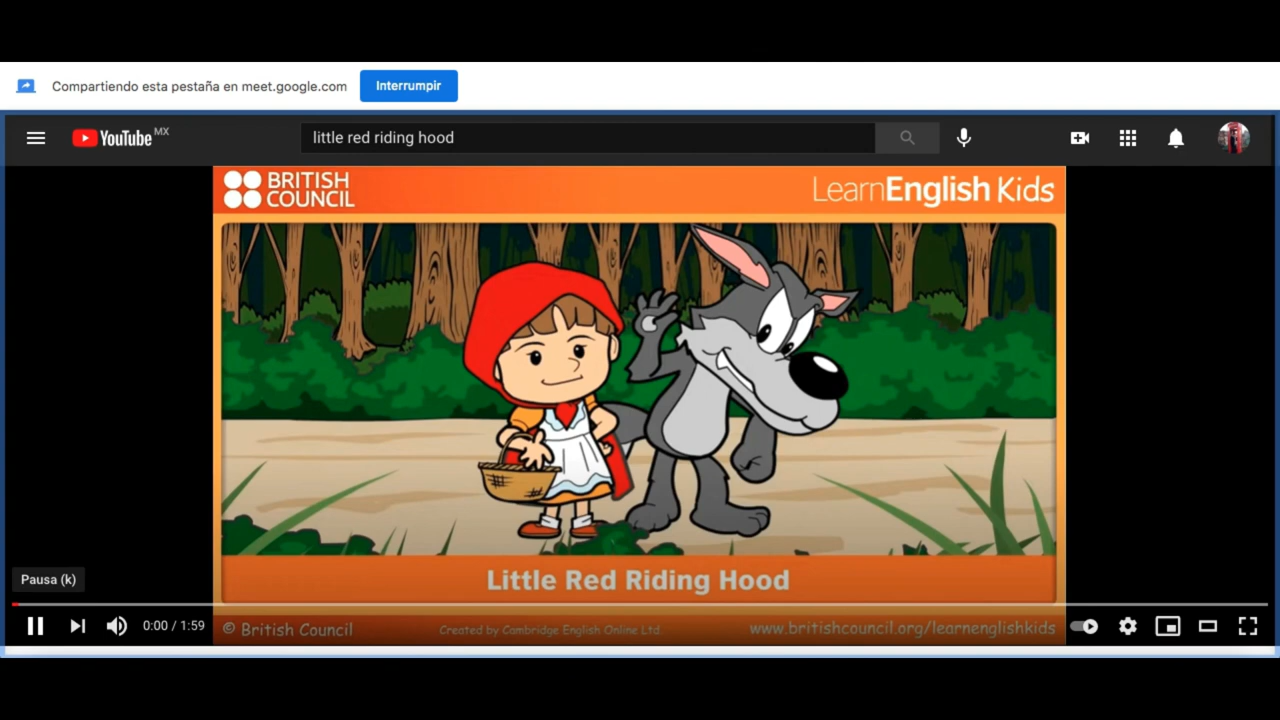 Compartiendo esta pestaña en meet.google.com Interrumpir
YouTube MX little red riding hood
BRITISH
COUNCIL
LearnEnglish Kids
Little Red Riding Hood
Pausa (k)
0:00 / 1:59
© British Council Created by Cambridge English Online Ltd. www.britishcouncil.org/learnenglishkids